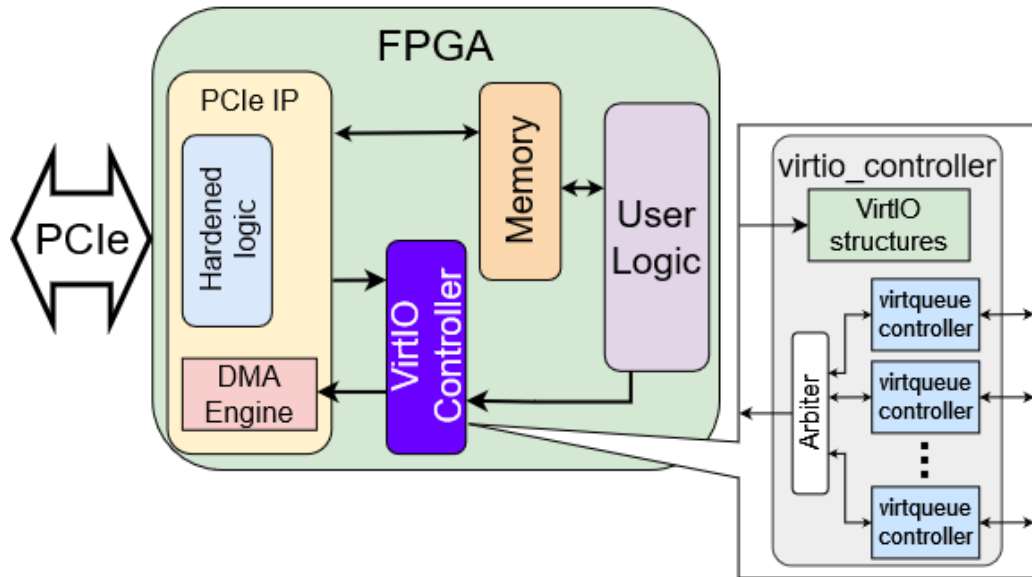 FPGA
PCIe IP
Hardened
logic
DMA
Engine
PCIe
VirtIO
Controller
Memory
User
Logic
virtio_controller
VirtIO
structures
virtqueue
controller
virtqueue
controller
virtqueue
controller
Arbiter